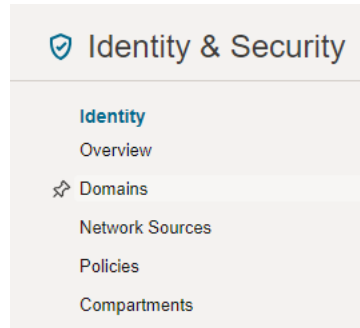 Identity & Security
Identity
Overview
Domains
Network Sources
Policies
Compartments